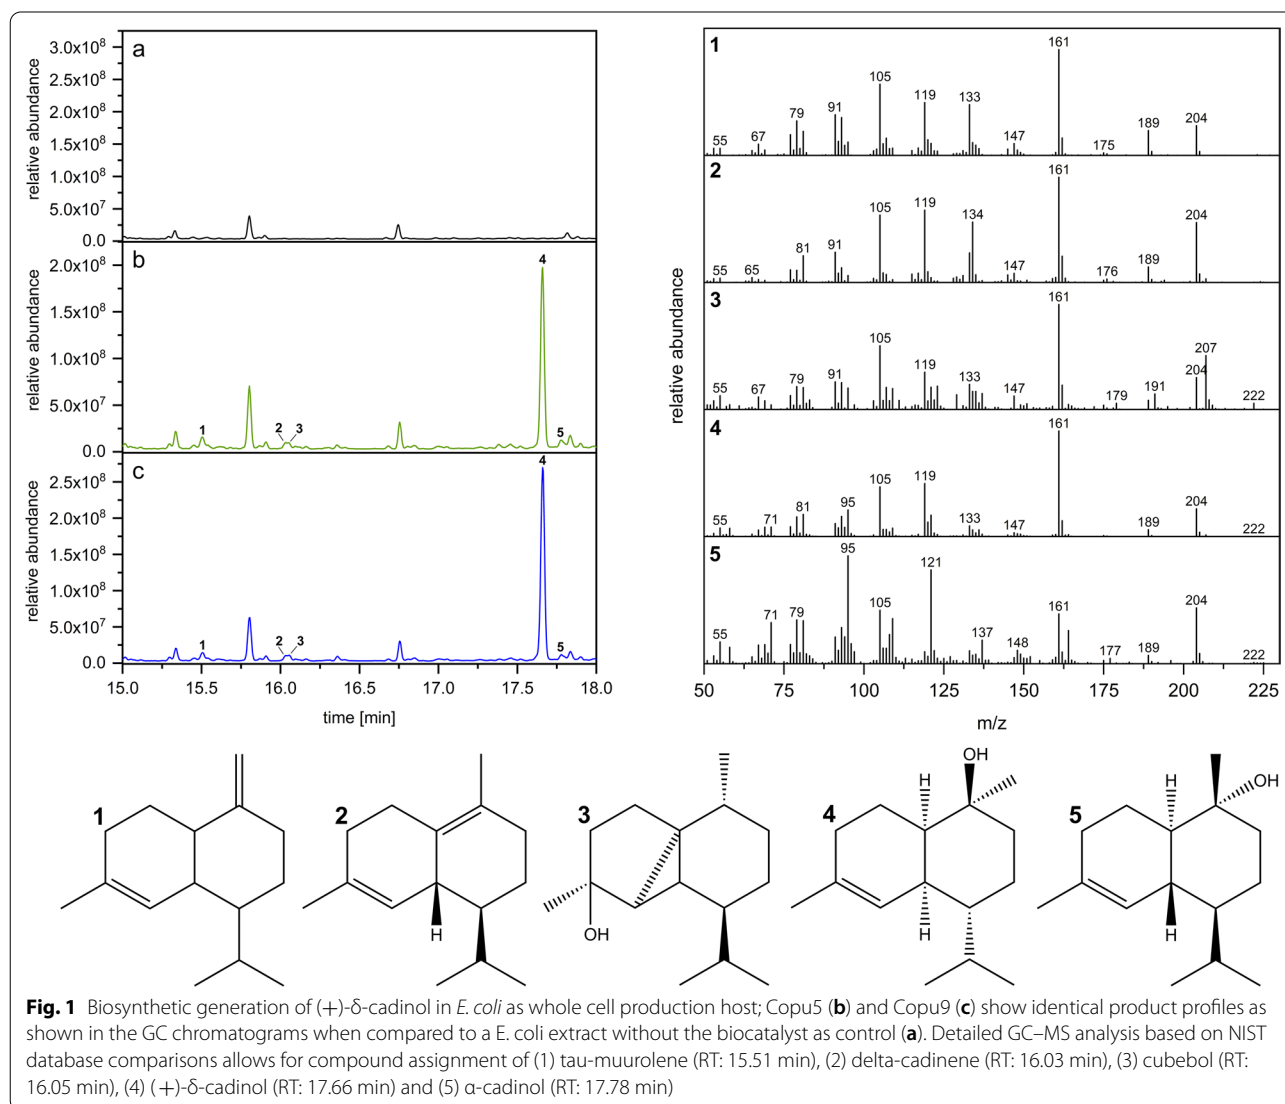 a
3.0x10⁸
2.5x10⁸
2.0x10⁸
1.5x10⁸
1.0x10⁸
5.0x10⁷
0.0
relative abundance
b
2.0x10⁸
1.5x10⁸
1.0x10⁸
5.0x10⁷
0.0
relative abundance
1
2
3
4
5
c
2.5x10⁸
2.0x10⁸
1.5x10⁸
1.0x10⁸
5.0x10⁷
0.0
relative abundance
1
2
3
4
5
15.0 15.5 16.0 16.5 17.0 17.5 18.0
time [min]
relative abundance
1
55 67 79 91 105 119 133 147 161 175 189 204
2
55 65 81 91 105 119 134 147 161 176 189 204
3
55 67 79 91 105 119 133 147 161 179 191 204 207 222
4
55 71 81 95 105 119 133 147 161 189 204 222
5
55 71 79 95 105 121 137 148 161 177 189 204 222
50 75 100 125 150 175 200 225
m/z
1
2
H
3
OH
4
H
OH
H
5
H
OH
H
Fig. 1 Biosynthetic generation of (+)-δ-cadinol in E. coli as whole cell production host; Copu5 (b) and Copu9 (c) show identical product profiles as
shown in the GC chromatograms when compared to a E. coli extract without the biocatalyst as control (a). Detailed GC–MS analysis based on NIST
database comparisons allows for compound assignment of (1) tau-muurolene (RT: 15.51 min), (2) delta-cadinene (RT: 16.03 min), (3) cubebol (RT:
16.05 min), (4) (+)-δ-cadinol (RT: 17.66 min) and (5) α-cadinol (RT: 17.78 min)